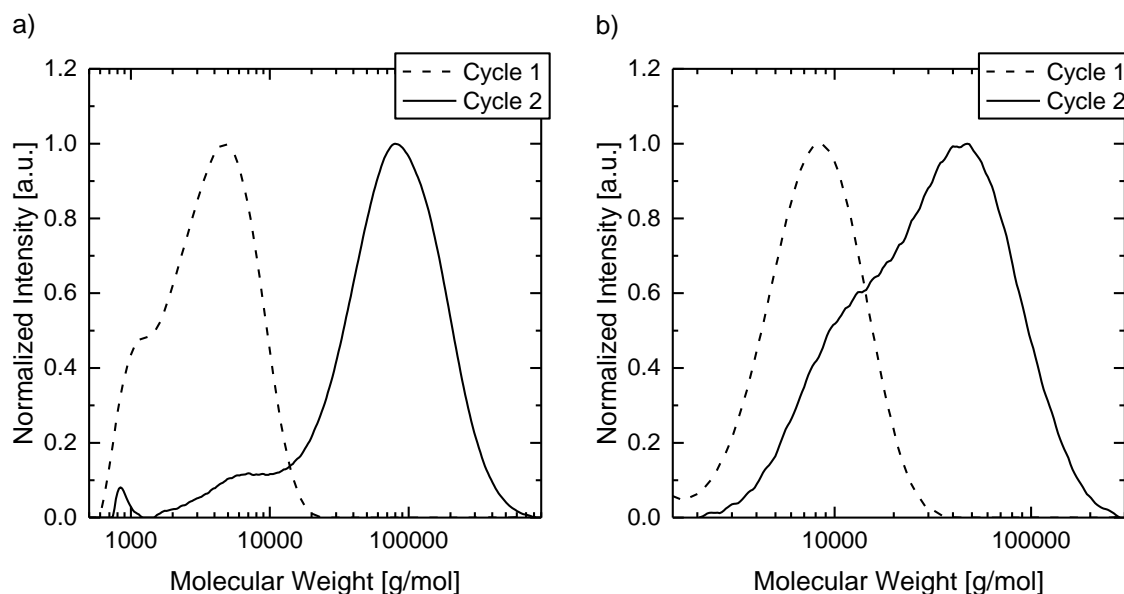 a)
Cycle 1
Cycle 2
1.2
1.0
0.8
0.6
0.4
0.2
0.0
Normalized Intensity [a.u.]
1000 10000 100000
Molecular Weight [g/mol]
b)
Cycle 1
Cycle 2
1.2
1.0
0.8
0.6
0.4
0.2
0.0
Normalized Intensity [a.u.]
10000 100000
Molecular Weight [g/mol]